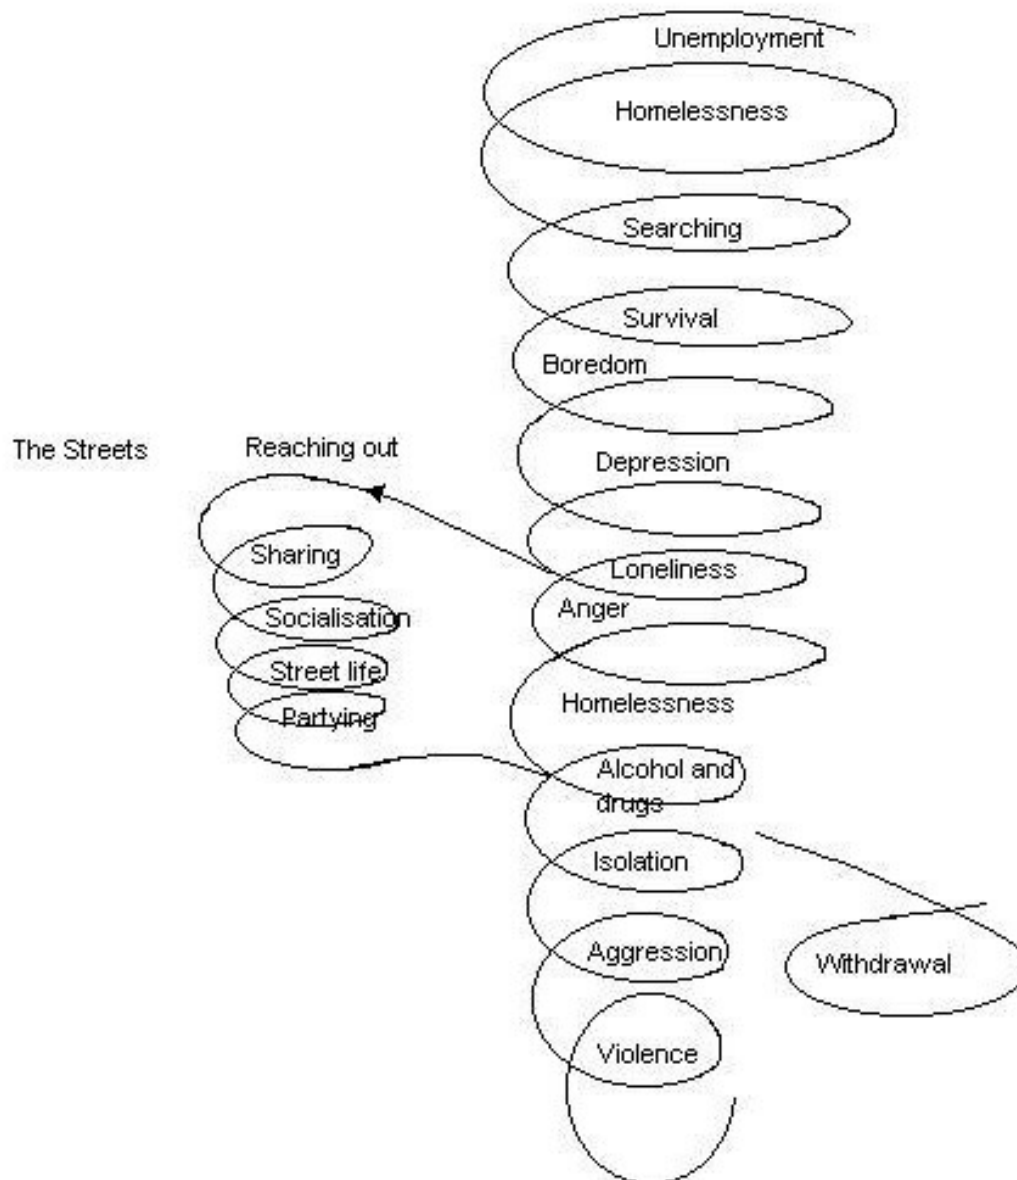 Unemployment
Homelessness
Searching
Survival
Boredom
The Streets
Reaching out
Depression
Sharing
Loneliness
Socialisation
Anger
Street life
Homelessness
Partying
Alcohol and
drugs
Isolation
Aggression
Withdrawal
Violence